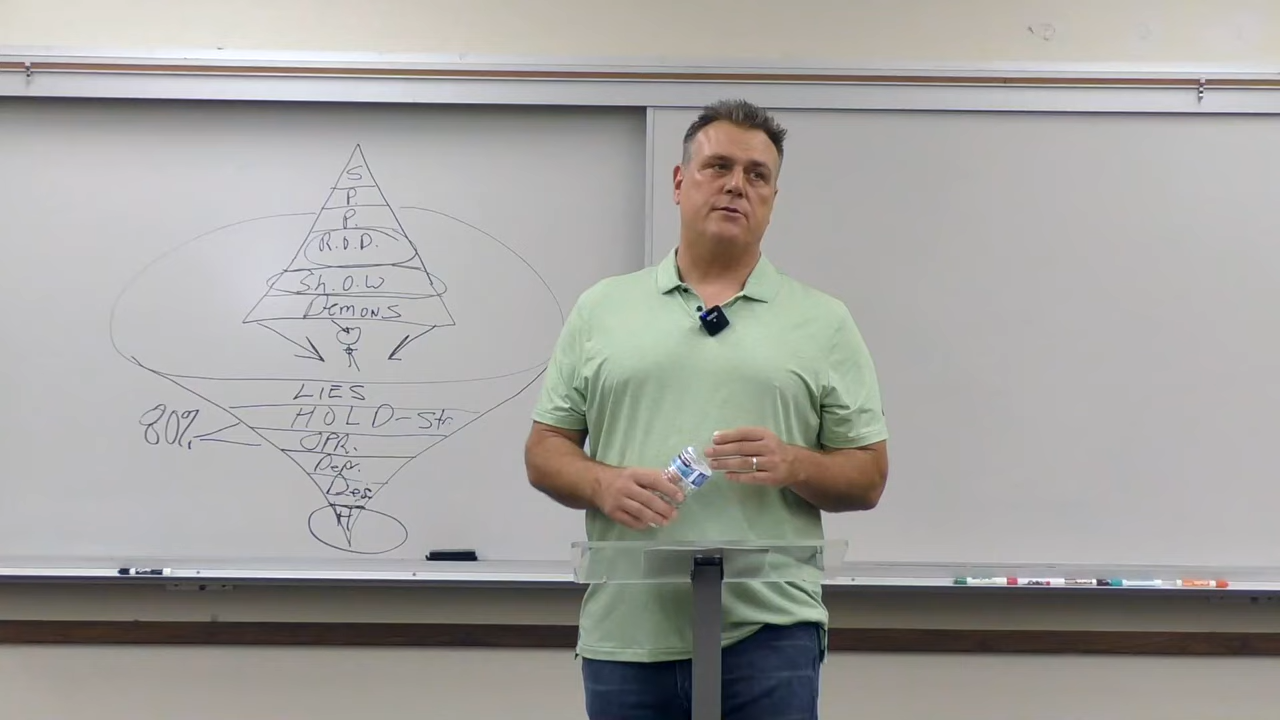 S
P
P.
R.O.D.
Sh.O.W
Demons
LIES
HOLD-Str.
80%
OPR.
Dep.
Des.
H